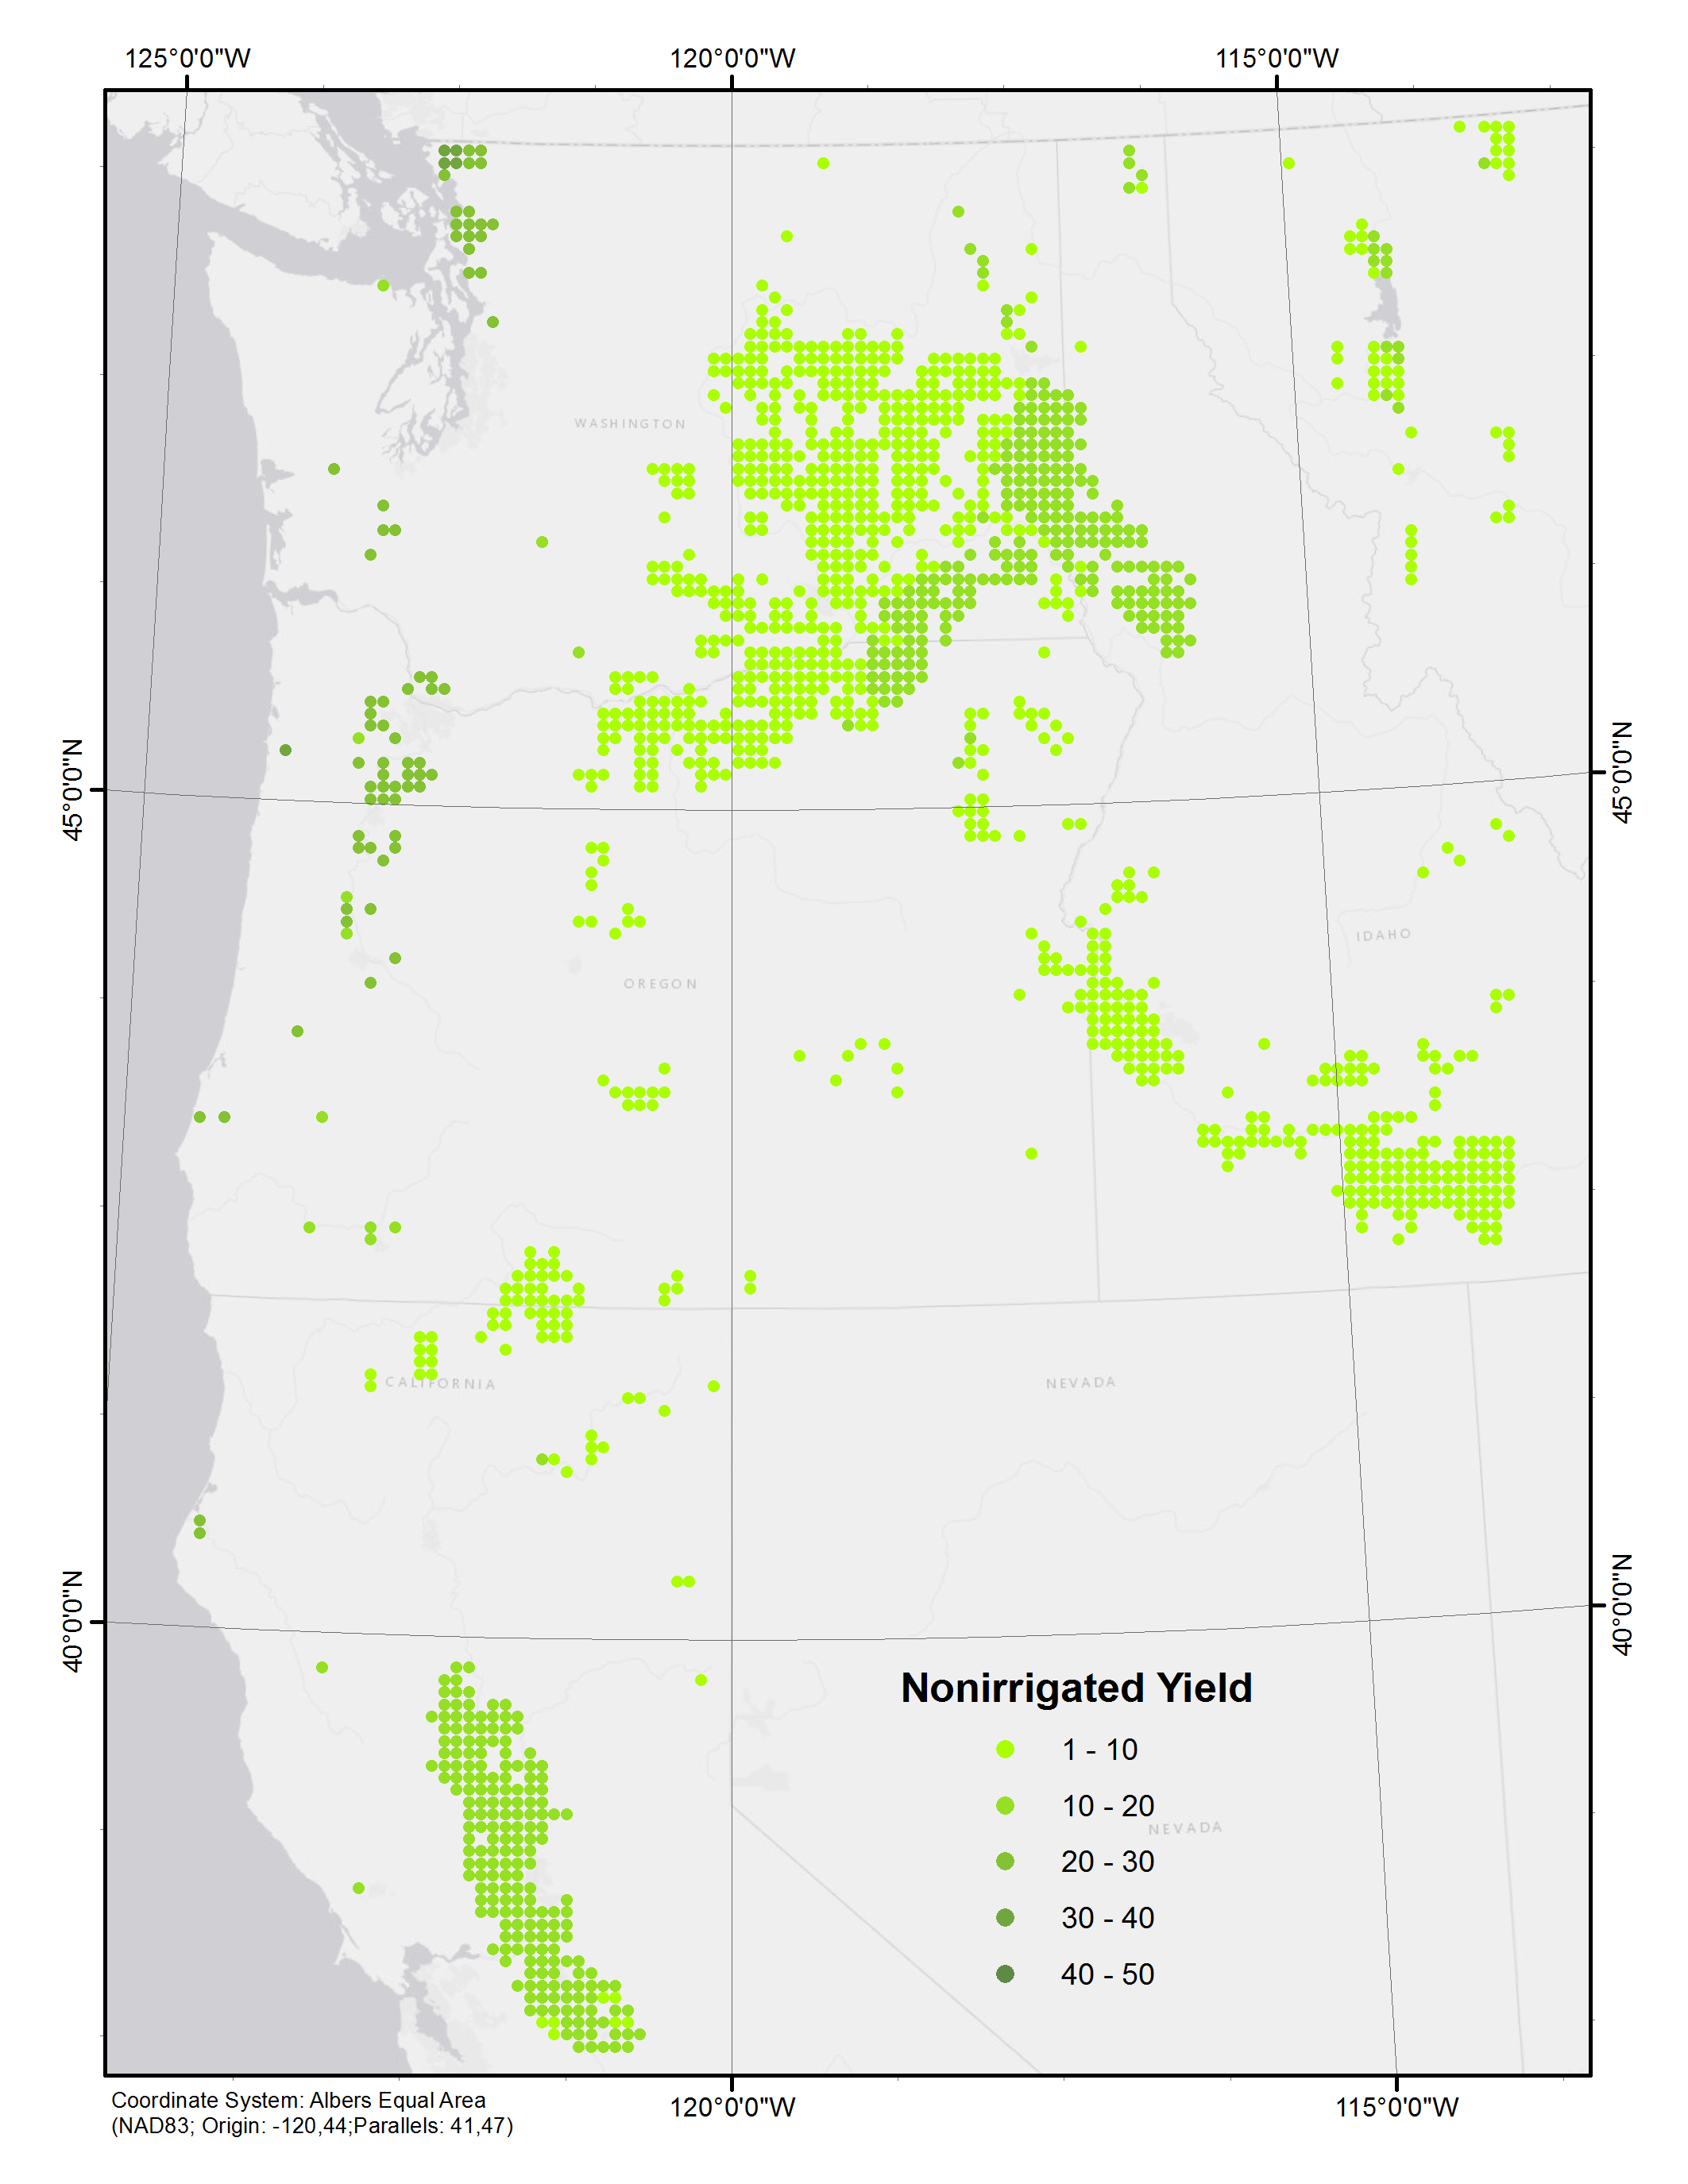 125°0'0"W 120°0'0"W 115°0'0"W
WASHINGTON
45°0'0"N
45°0'0"N
IDAHO
OREGON
CALIFORNIA
NEVADA
40°0'0"N
40°0'0"N
Nonirrigated Yield
1 - 10
10 - 20
NEVADA
20 - 30
30 - 40
40 - 50
Coordinate System: Albers Equal Area
(NAD83; Origin: -120,44;Parallels: 41,47)
120°0'0"W 115°0'0"W